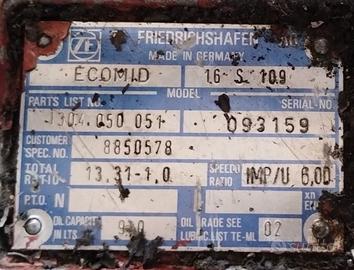 ZF FRIEDRICHSHAFEN AG
MADE IN GERMANY
ECOMID 16 S 109
MODEL
PARTS LIST NO. SERIAL-NO
1304 050 051 093159
CUSTOMER
SPEC. NO. 8850578
TOTAL RATIO 13.31-1.0 SPEEDO RATIO IMP/U 6,00
P.T.O. N
OIL CAPACITY OIL GRADE SEE
IN LTS. LUBRIC. LIST TE-ML 02